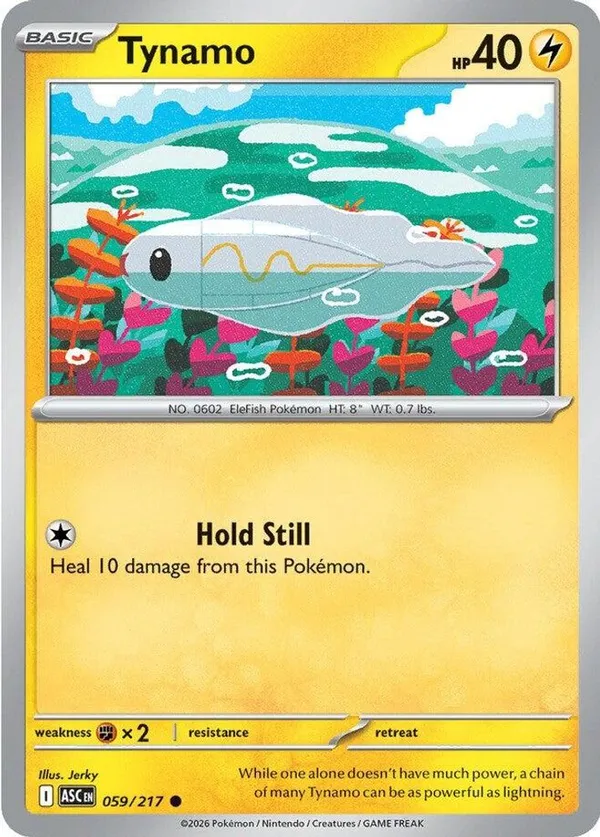 BASIC
Tynamo
HP 40
NO. 0602 EleFish Pokémon HT: 8" WT: 0.7 lbs.
Hold Still
Heal 10 damage from this Pokémon.
weakness × 2 resistance retreat
Illus. Jerky
While one alone doesn't have much power, a chain
of many Tynamo can be as powerful as lightning.
I ASC EN 059/217
©2026 Pokémon / Nintendo / Creatures / GAME FREAK